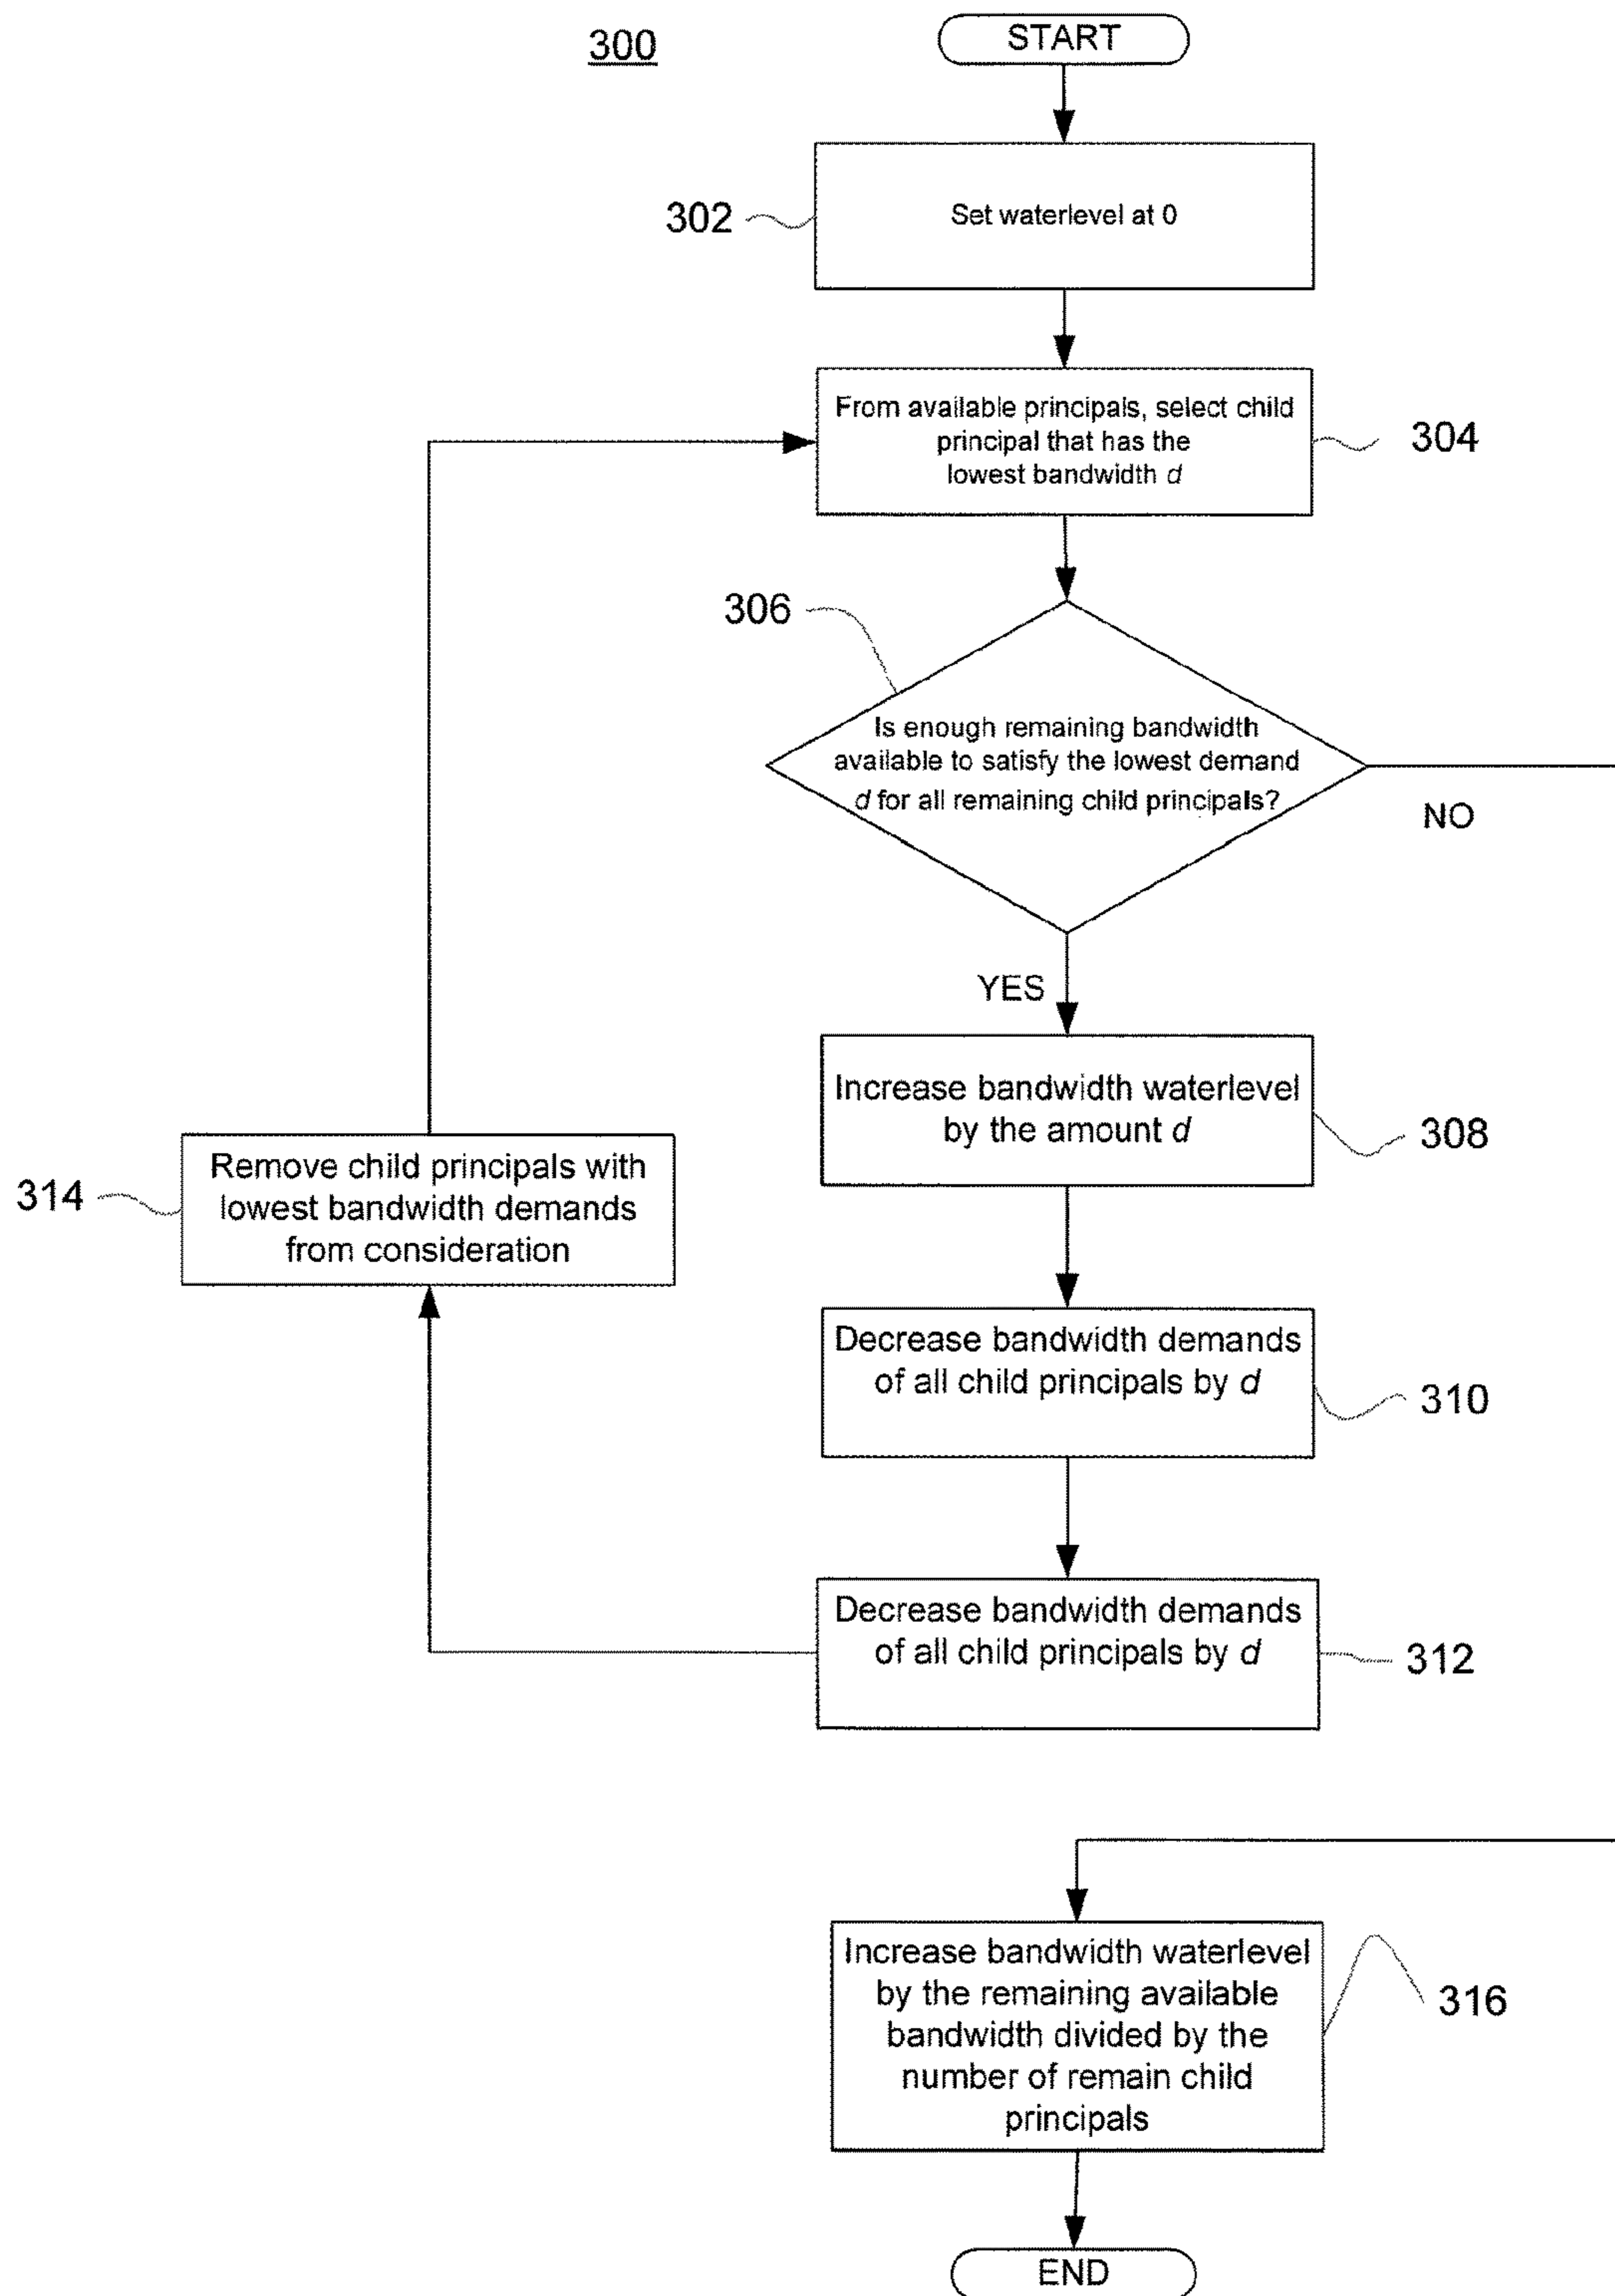 300
START
302
Set waterlevel at 0
From available principals, select child
principal that has the
lowest bandwidth d
304
306
Is enough remaining bandwidth
available to satisfy the lowest demand
d for all remaining child principals?
NO
YES
Increase bandwidth waterlevel
by the amount d
308
314
Remove child principals with
lowest bandwidth demands
from consideration
Decrease bandwidth demands
of all child principals by d
310
Decrease bandwidth demands
of all child principals by d
312
Increase bandwidth waterlevel
by the remaining available
bandwidth divided by the
number of remain child
principals
316
END